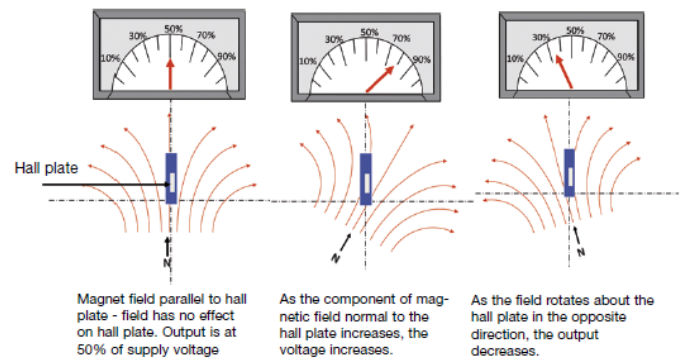 10%
30%
50%
70%
90%
10%
30%
50%
70%
90%
10%
30%
50%
70%
90%
Hall plate
N
N
N
Magnet field parallel to hall
plate - field has no effect
on hall plate. Output is at
50% of supply voltage
As the component of mag-
netic field normal to the
hall plate increases, the
voltage increases.
As the field rotates about the
hall plate in the opposite
direction, the output
decreases.